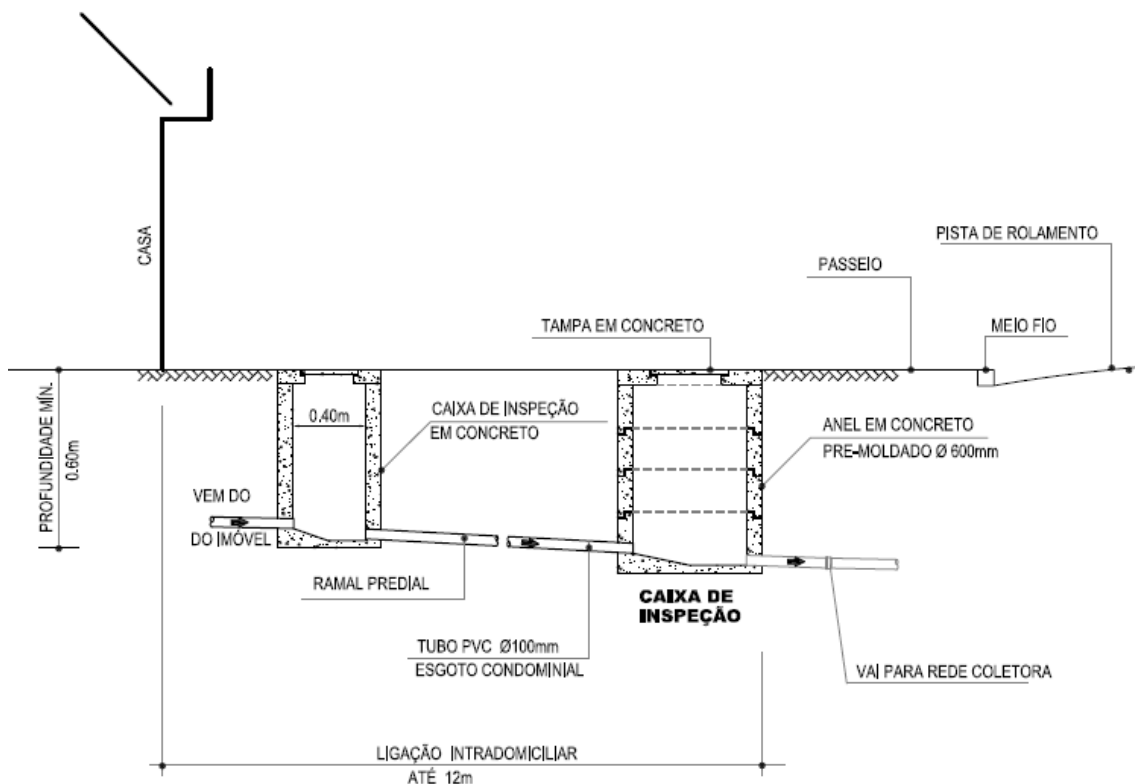 CASA
PISTA DE ROLAMENTO
PASSEIO
TAMPA EM CONCRETO
MEIO FIO
PROFUNDIDADE MÍN.
0.60m
0.40m
CAIXA DE INSPEÇÃO
EM CONCRETO
ANEL EM CONCRETO
PRE-MOLDADO Ø 600mm
VEM DO
DO IMÓVEL
RAMAL PREDIAL
CAIXA DE
INSPEÇÃO
TUBO PVC Ø100mm
ESGOTO CONDOMINIAL
VAI PARA REDE COLETORA
LIGAÇÃO INTRADOMICILIAR
ATÉ 12m